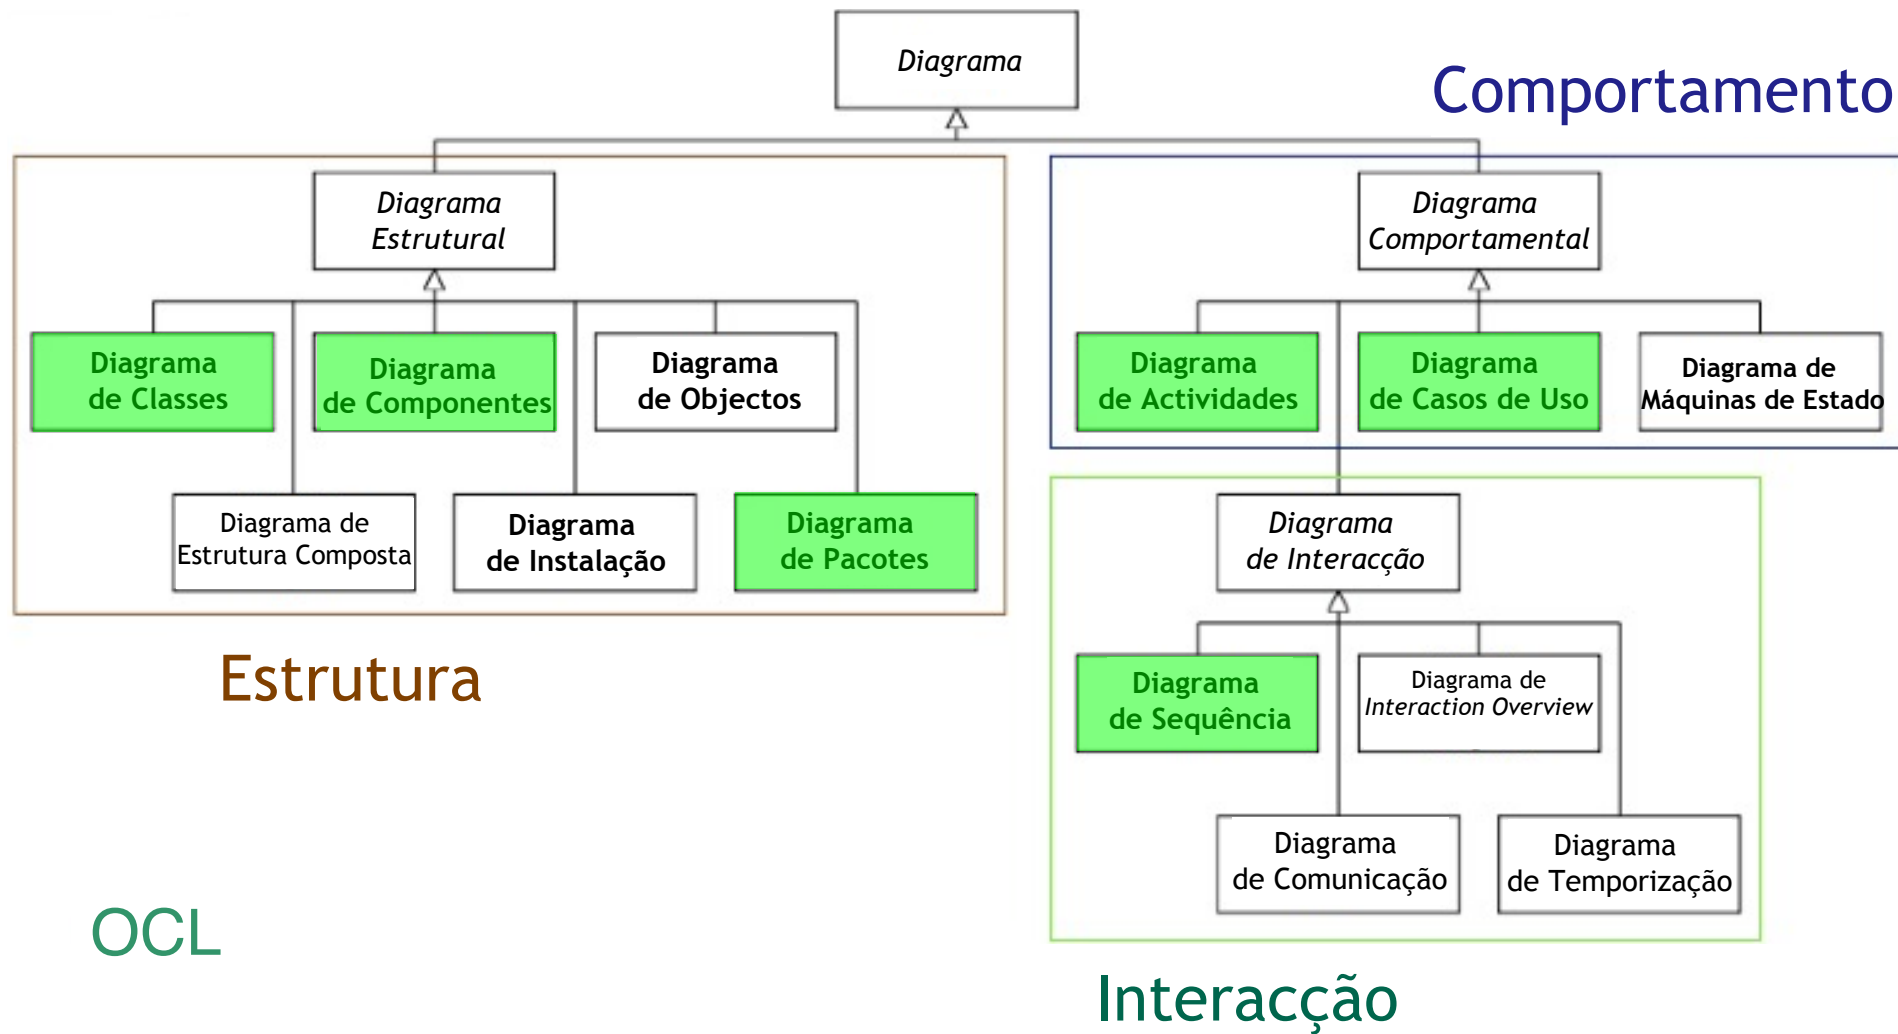 Diagrama
Comportamento
Diagrama
Estrutural
Diagrama
Comportamental
Diagrama
de Classes
Diagrama
de Componentes
Diagrama
de Objectos
Diagrama
de Actividades
Diagrama
de Casos de Uso
Diagrama de
Máquinas de Estado
Diagrama de
Estrutura Composta
Diagrama
de Instalação
Diagrama
de Pacotes
Diagrama
de Interacção
Estrutura
Diagrama
de Sequência
Diagrama de
Interaction Overview
Diagrama
de Comunicação
Diagrama
de Temporização
OCL
Interacção